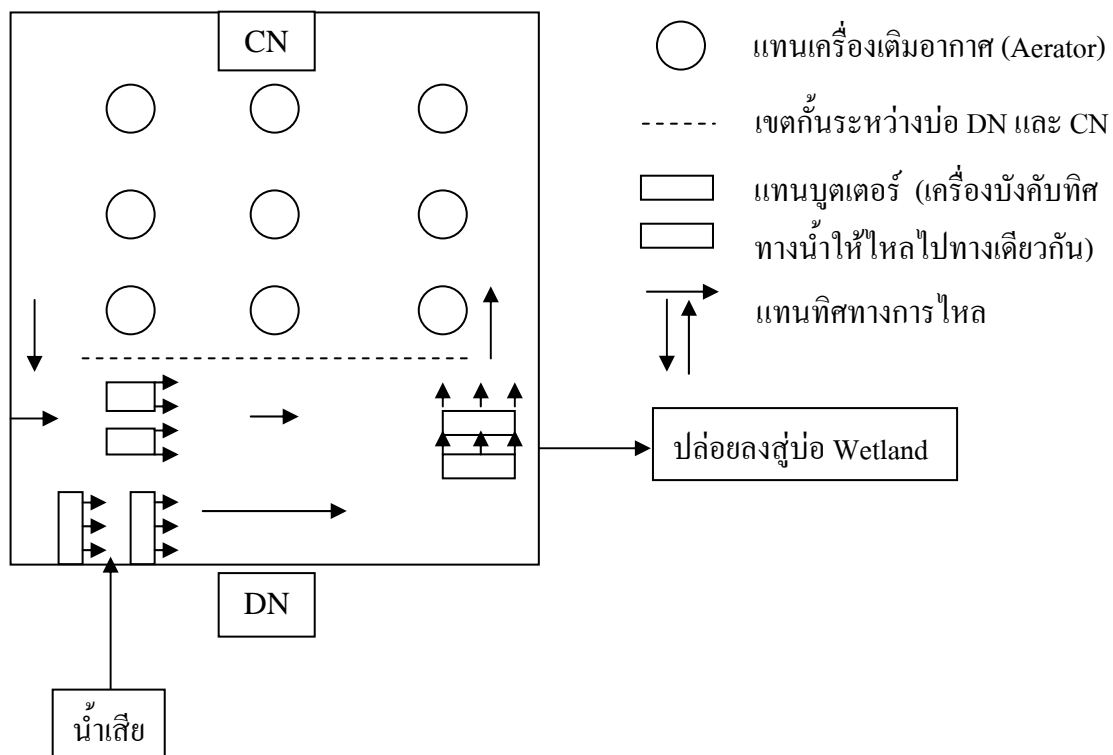 CN
แทนเครื่องเติมอากาศ (Aerator)
เขตกั้นระหว่างบ่อ DN และ CN
แทนบูตเตอร์ (เครื่องบังคับทิศ
ทางน้ำให้ไหลไปทางเดียวกัน)
แทนทิศทางการไหล
ปล่อยลงสู่บ่อ Wetland
DN
น้ำเสีย